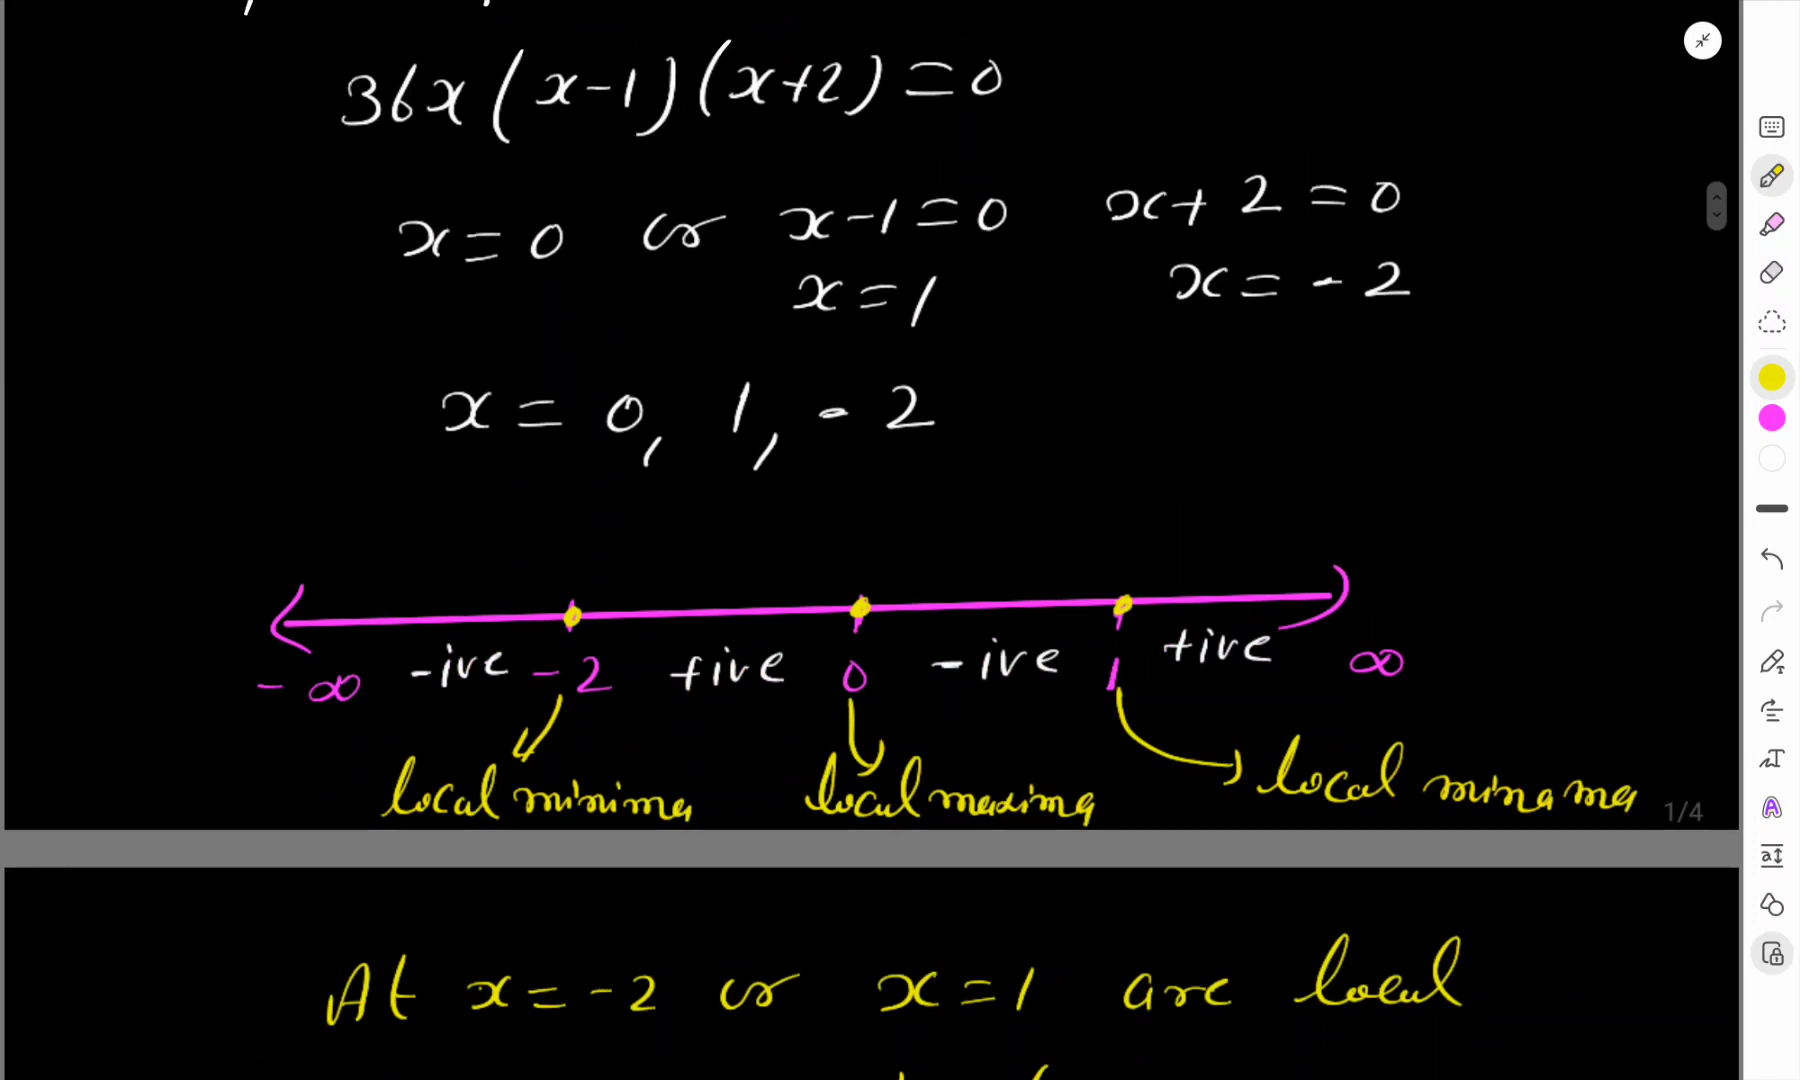 36x(x-1)(x+2)=0
x=0 or x-1=0 x+2=0
x=1 x=-2
x=0, 1, -2
-∞ -ive -2 +ive 0 -ive 1 +ive ∞
local minima local maxima local minama
1/4
At x=-2 or x=1 are local